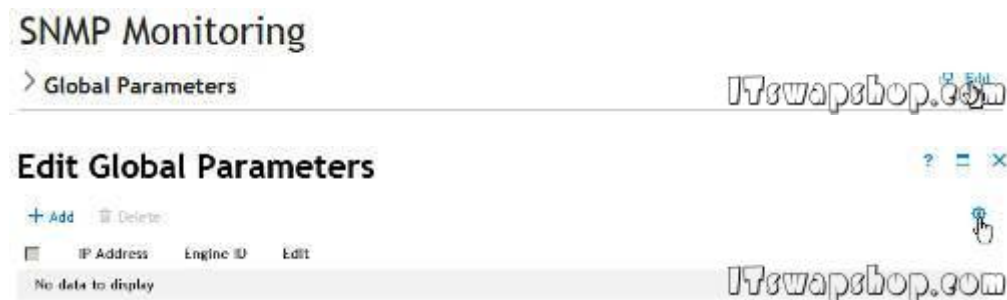 SNMP Monitoring
Global Parameters
Edit
ITswapshop.com
Edit Global Parameters
?
+ Add Delete
IP Address Engine ID Edit
No data to display
ITswapshop.com